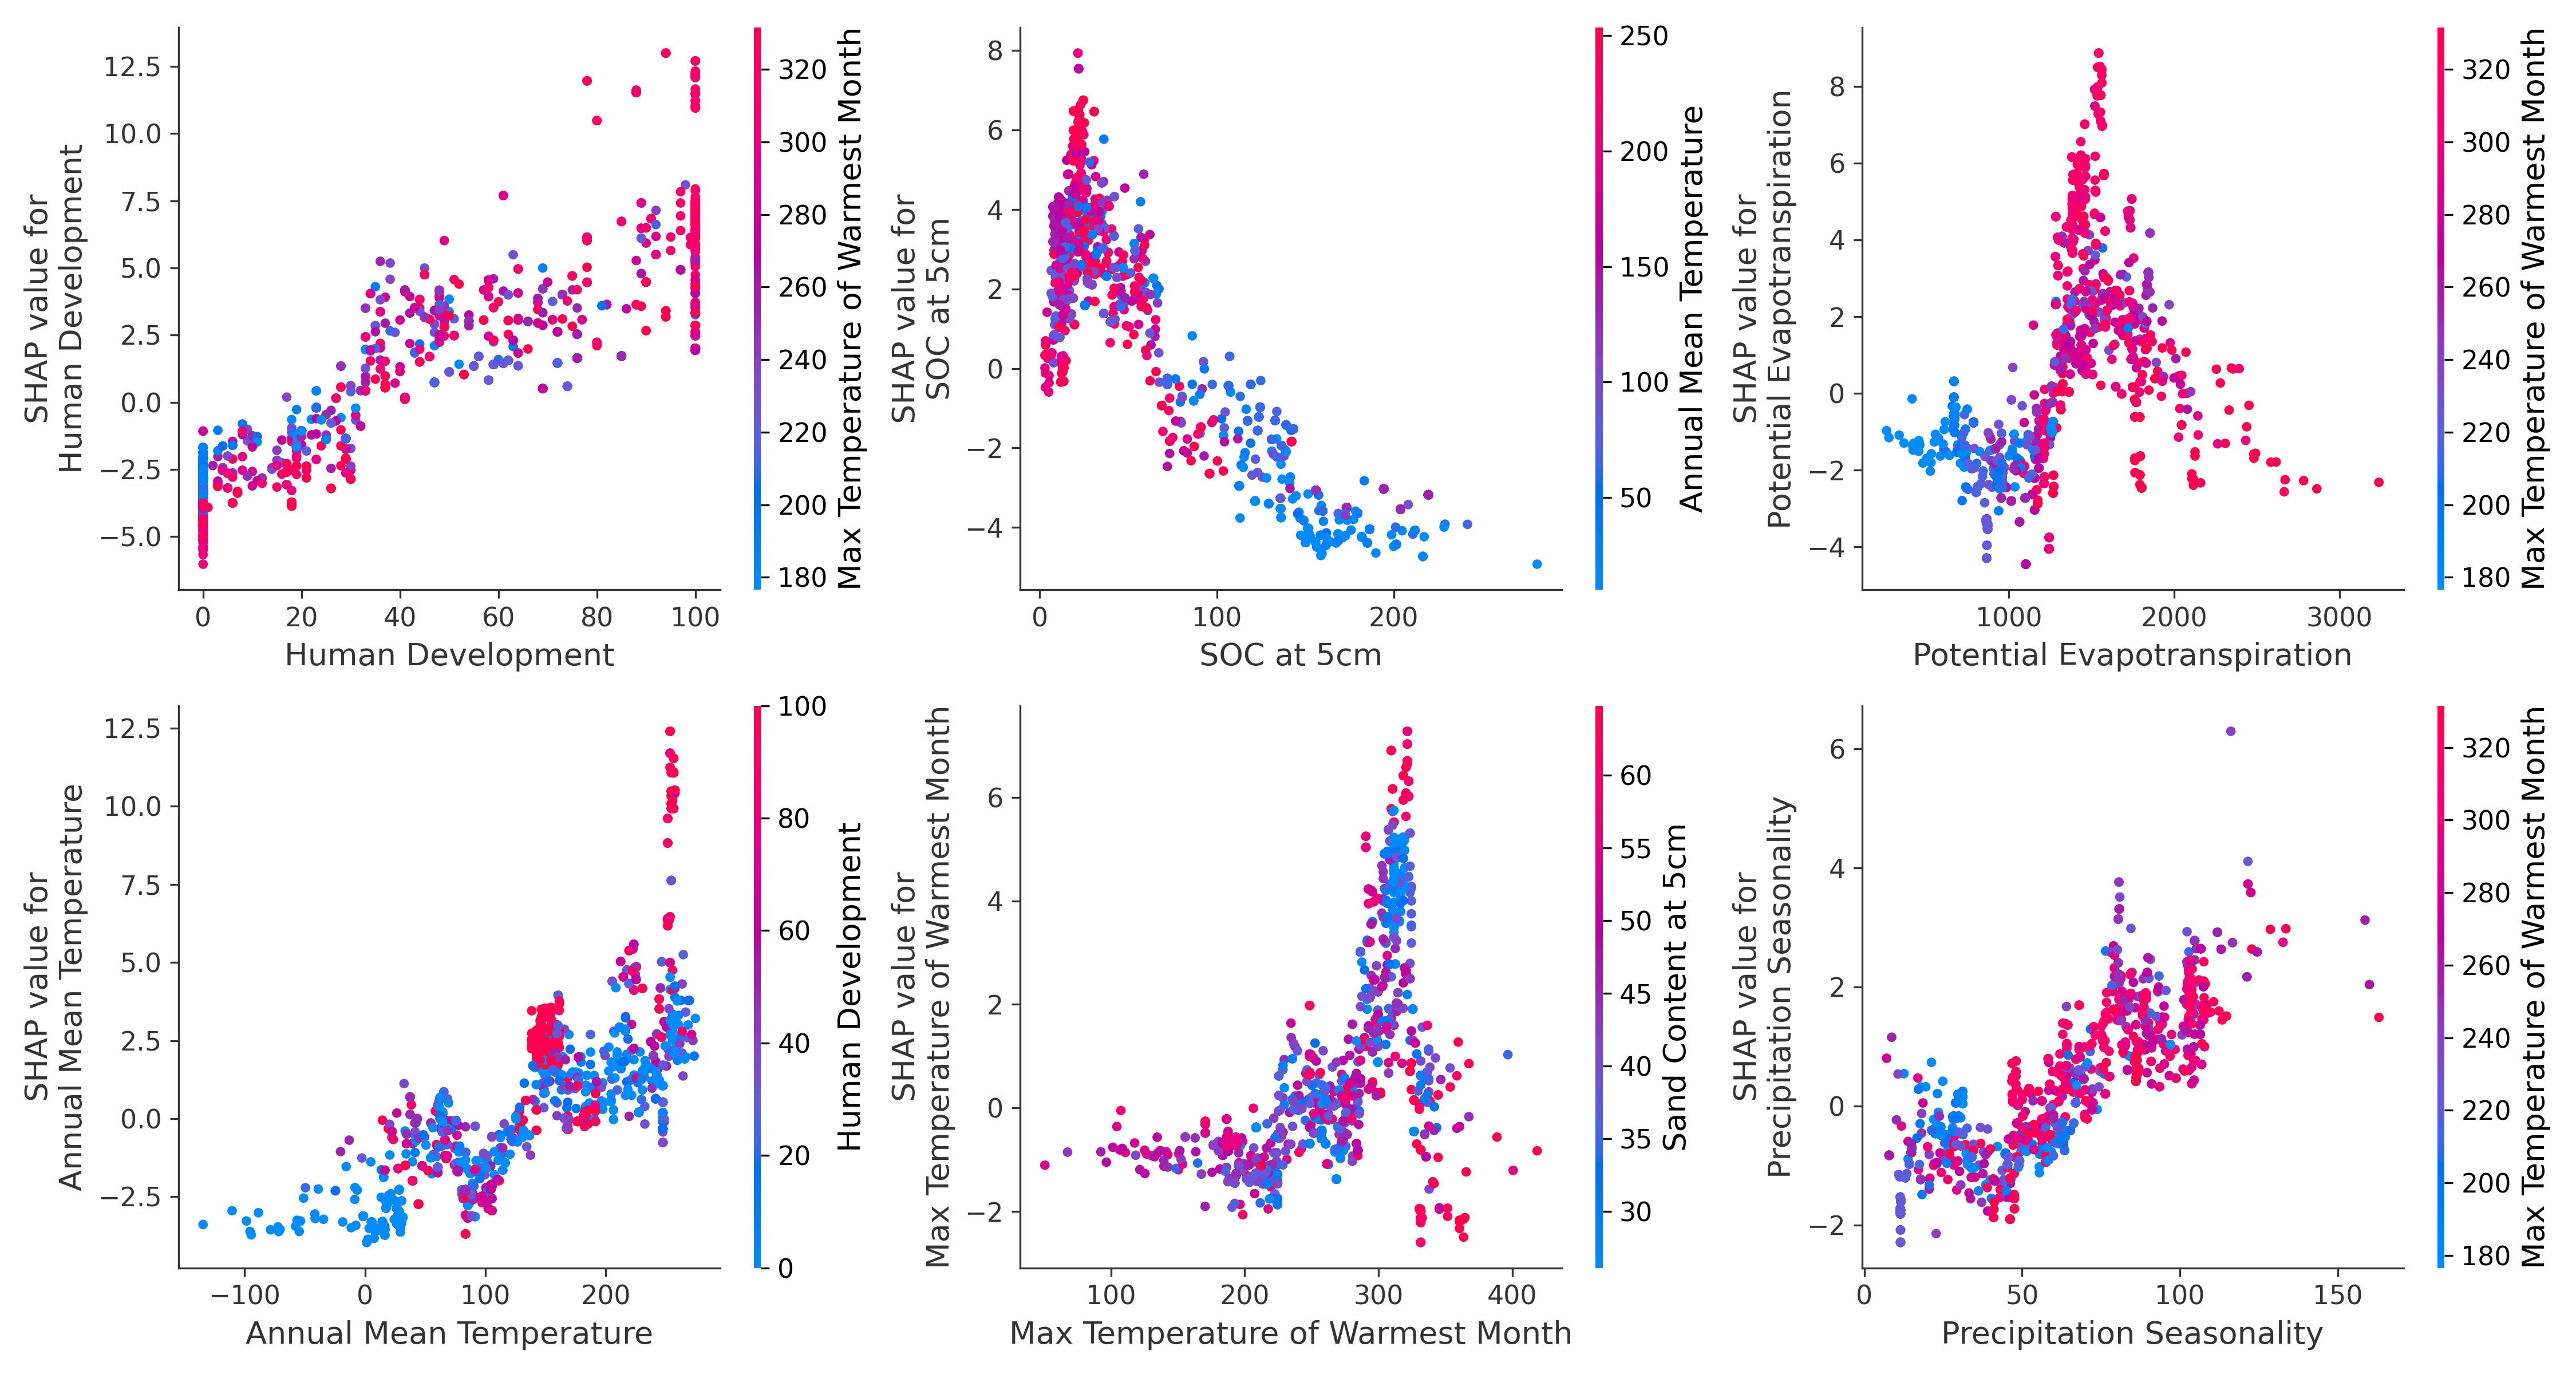 12.5
10.0
7.5
5.0
2.5
0.0
−2.5
−5.0
SHAP value for
Human Development
0 20 40 60 80 100
Human Development
320
300
280
260
240
220
200
180
Max Temperature of Warmest Month
8
6
4
2
0
−2
−4
SHAP value for
SOC at 5cm
0 100 200
SOC at 5cm
250
200
150
100
50
Annual Mean Temperature
8
6
4
2
0
−2
−4
SHAP value for
Potential Evapotranspiration
1000 2000 3000
Potential Evapotranspiration
320
300
280
260
240
220
200
180
Max Temperature of Warmest Month
12.5
10.0
7.5
5.0
2.5
0.0
−2.5
SHAP value for
Annual Mean Temperature
−100 0 100 200
Annual Mean Temperature
100
80
60
40
20
0
Human Development
6
4
2
0
−2
SHAP value for
Max Temperature of Warmest Month
100 200 300 400
Max Temperature of Warmest Month
60
55
50
45
40
35
30
Sand Content at 5cm
6
4
2
0
−2
SHAP value for
Precipitation Seasonality
0 50 100 150
Precipitation Seasonality
320
300
280
260
240
220
200
180
Max Temperature of Warmest Month